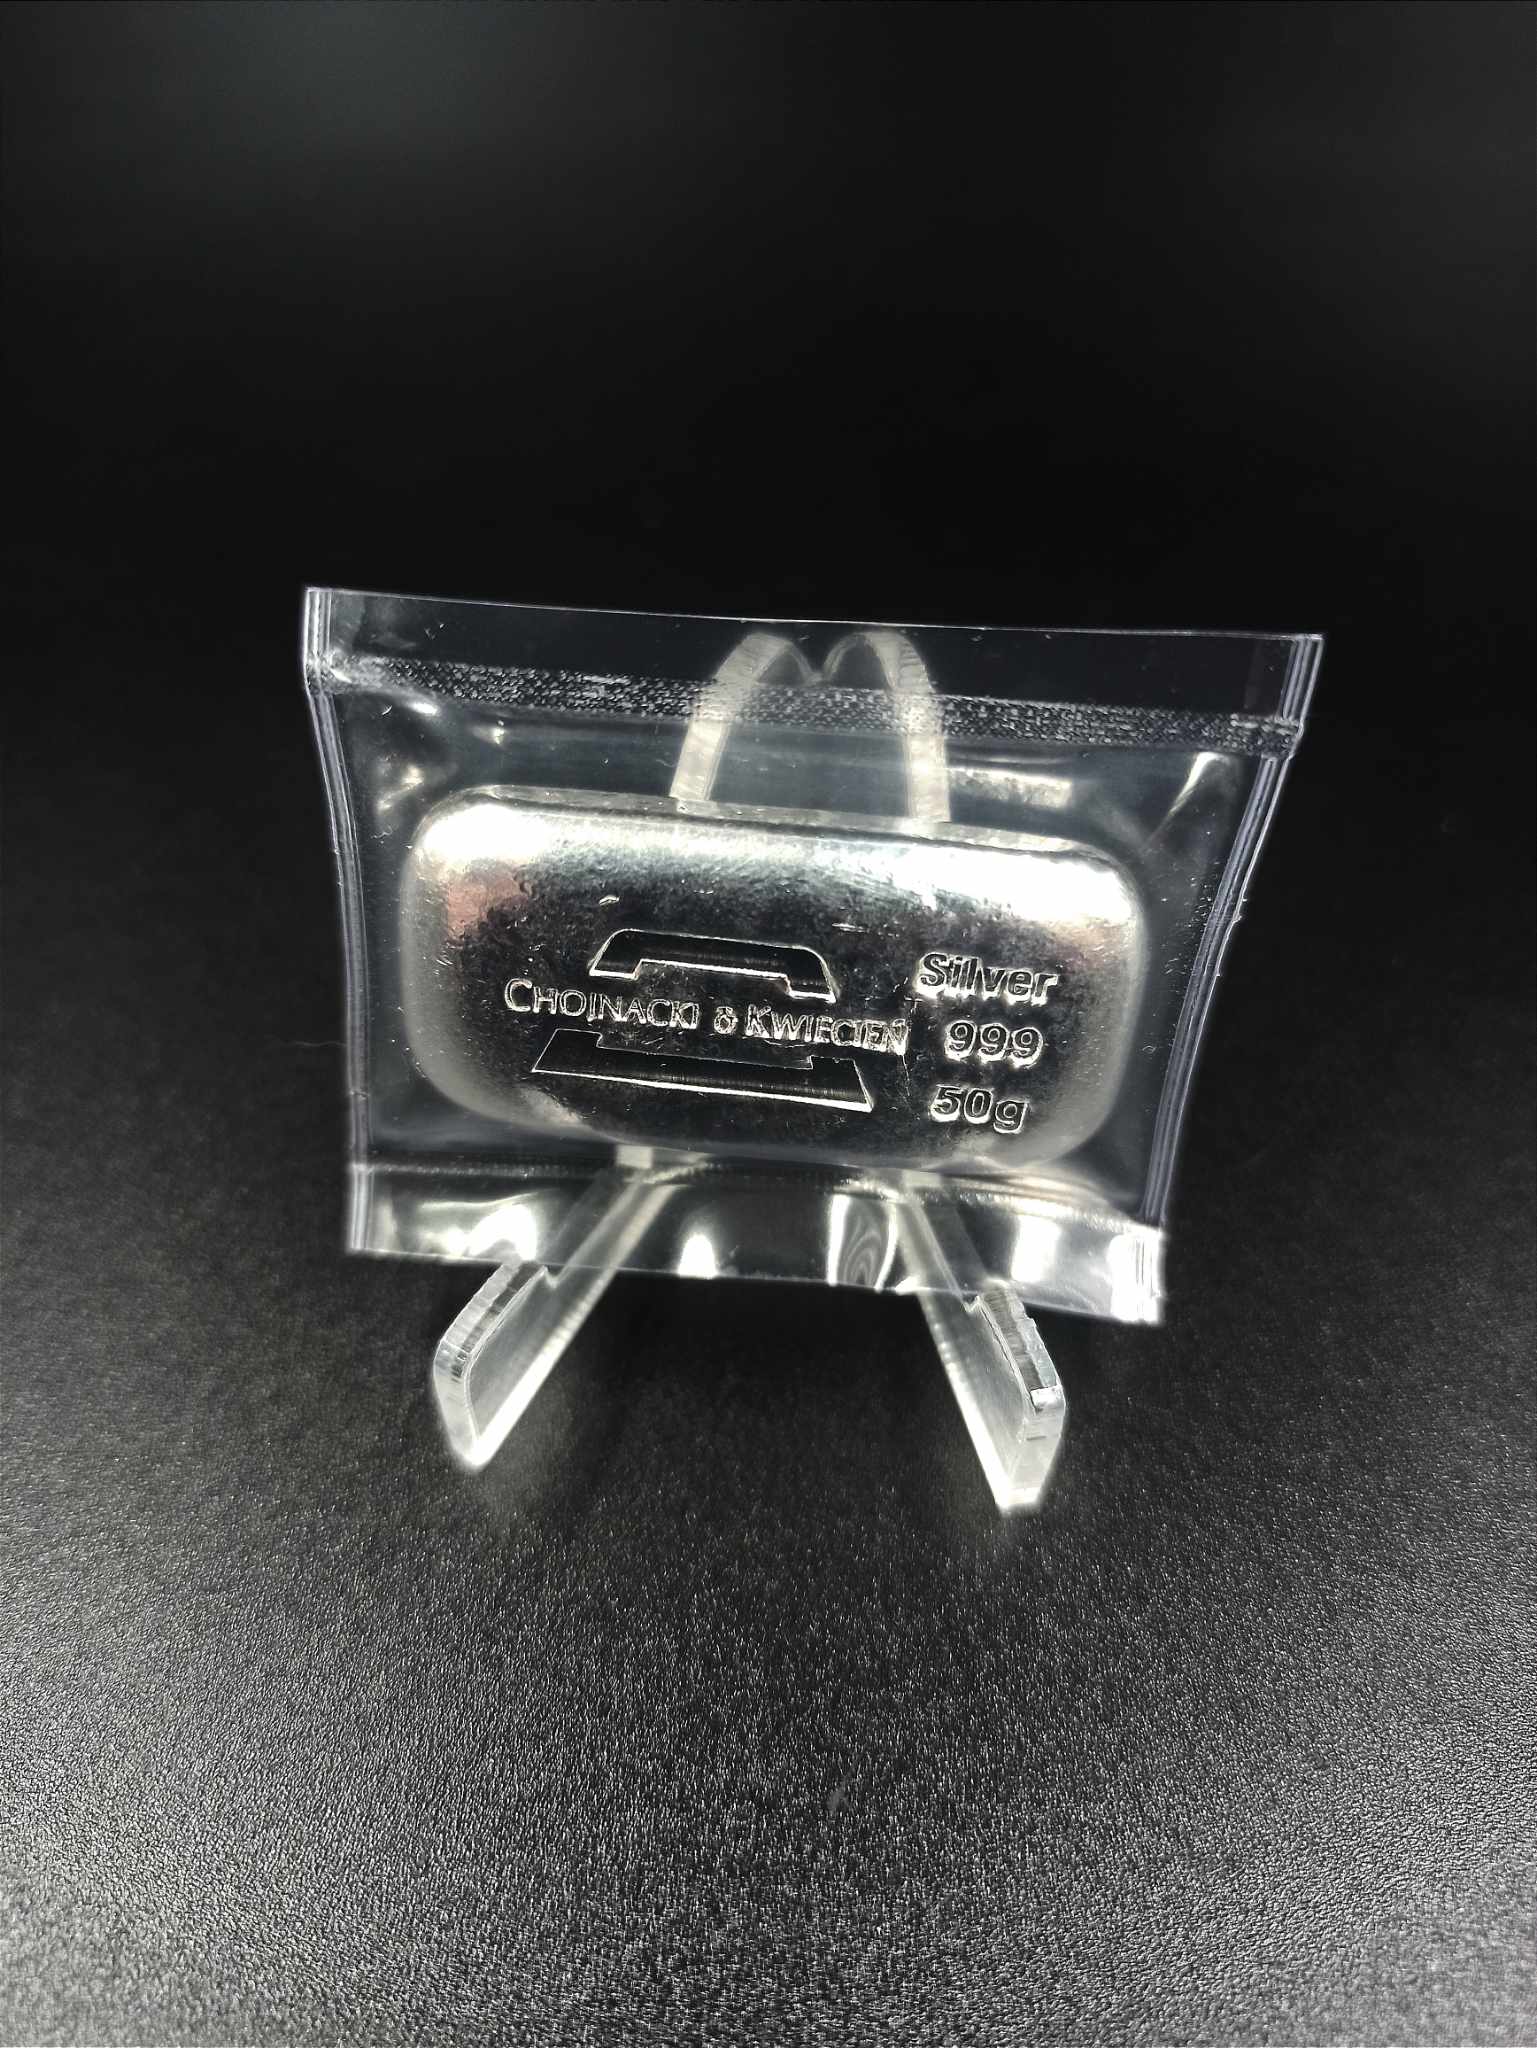 CHOJNACKI & KWIECIEŃ
Silver
999
50g